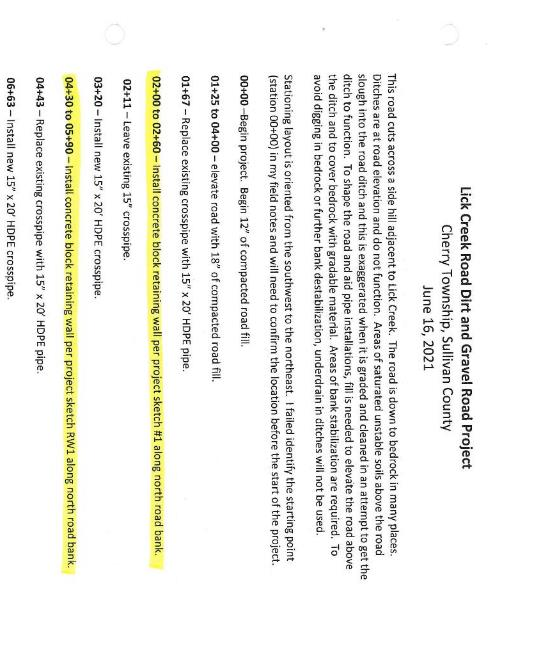 Lick Creek Road Dirt and Gravel Road Project
Cherry Township, Sullivan County
June 16, 2021
This road cuts across a side hill adjacent to Lick Creek. The road is down to bedrock in many places.
Ditches are at road elevation and do not function. Areas of saturated unstable soils above the road
slough into the road ditch and this is exaggerated when it is graded and cleaned in an attempt to get the
ditch to function. To shape the road and aid pipe installations, fill is needed to elevate the road above
the ditch and to cover bedrock with gradable material. Areas of bank stabilization are required. To
avoid digging in bedrock or further bank destabilization, underdrain in ditches will not be used.
Stationing layout is oriented from the southwest to the northeast. I failed identify the starting point
(station 00+00) in my field notes and will need to confirm the location before the start of the project.
00+00 –Begin project. Begin 12" of compacted road fill.
01+25 to 04+00 – elevate road with 18" of compacted road fill.
01+67 – Replace existing crosspipe with 15" x 20' HDPE pipe.
02+00 to 02+60 – Install concrete block retaining wall per project sketch #1 along north road bank.
02+11 – Leave existing 15" crosspipe.
03+20 – Install new 15" x 20' HDPE crosspipe.
04+30 to 05+90 – Install concrete block retaining wall per project sketch RW1 along north road bank.
04+43 – Replace existing crosspipe with 15" x 20' HDPE pipe.
06+63 – Install new 15" x 20' HDPE crosspipe.